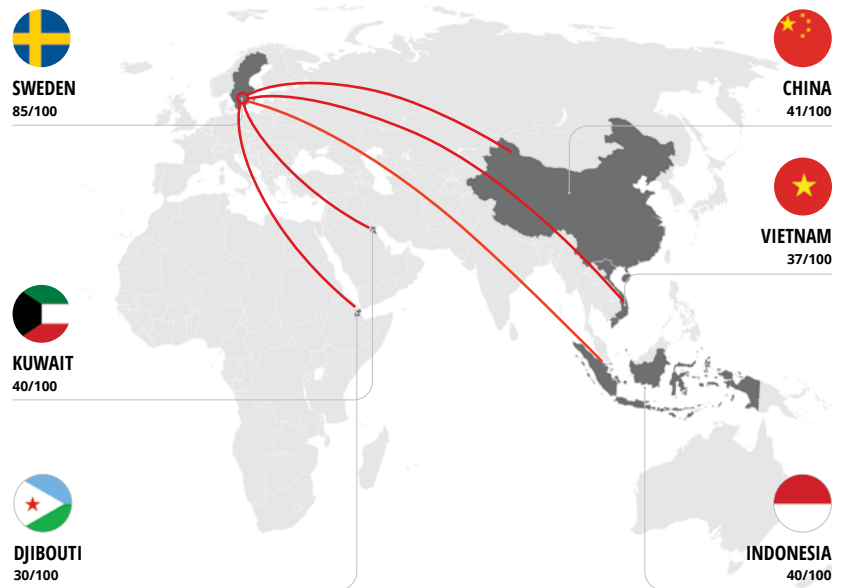 SWEDEN
85/100
CHINA
41/100
VIETNAM
37/100
KUWAIT
40/100
DJIBOUTI
30/100
INDONESIA
40/100